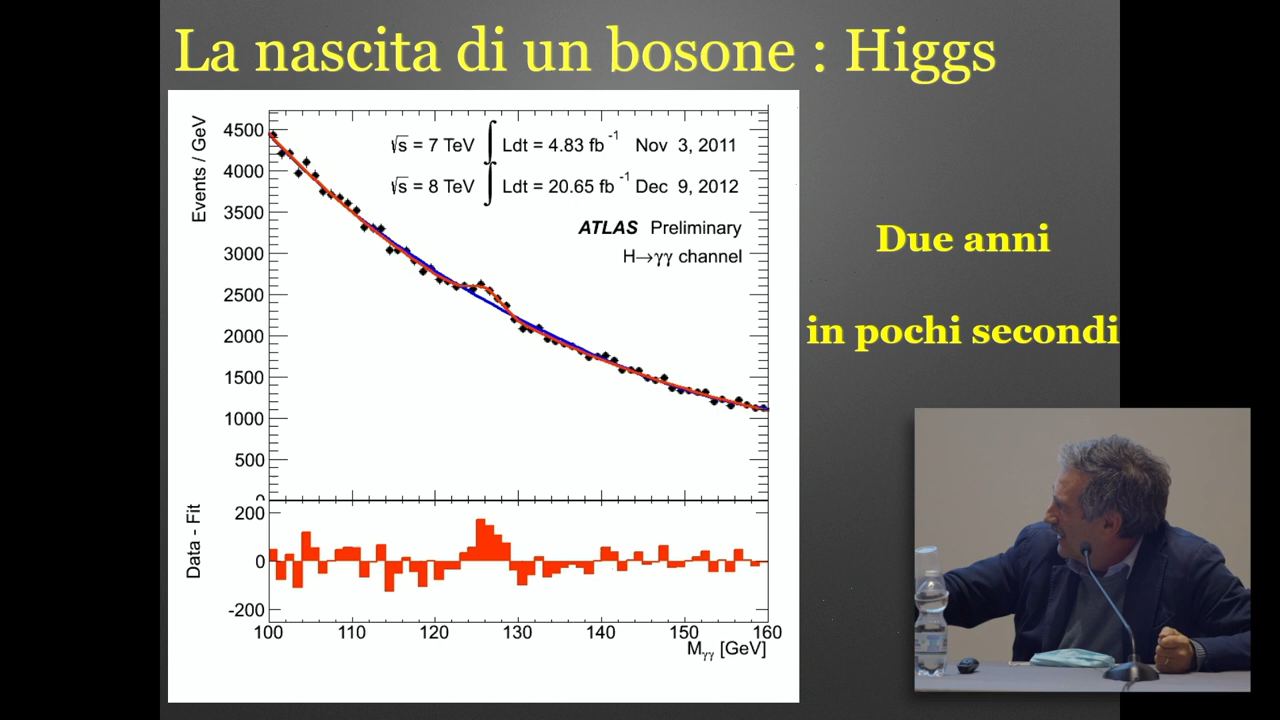 La nascita di un bosone : Higgs
Events / GeV
4500
4000
3500
3000
2500
2000
1500
1000
500
0
√s = 7 TeV ∫ Ldt = 4.83 fb⁻¹ Nov 3, 2011
√s = 8 TeV ∫ Ldt = 20.65 fb⁻¹ Dec 9, 2012
ATLAS Preliminary
H→γγ channel
Due anni
in pochi secondi
Data - Fit
200
0
-200
100 110 120 130 140 150 160
Mγγ [GeV]